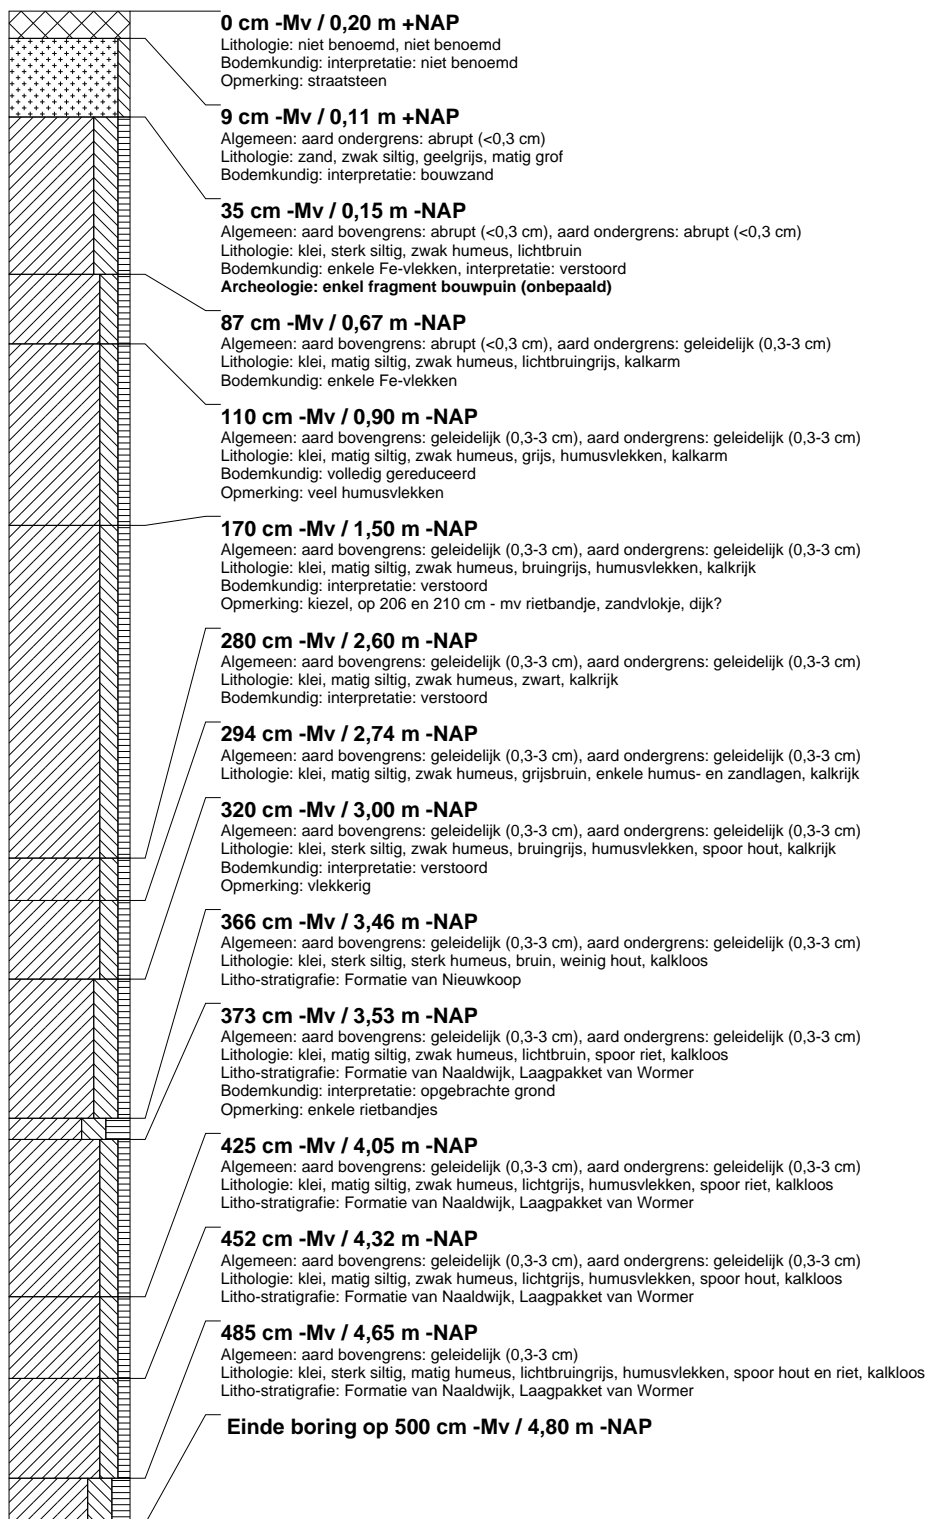 0 cm -Mv / 0,20 m +NAP
Lithologie: niet benoemd, niet benoemd
Bodemkundig: interpretatie: niet benoemd
Opmerking: straatsteen
9 cm -Mv / 0,11 m +NAP
Algemeen: aard ondergrens: abrupt (<0,3 cm)
Lithologie: zand, zwak siltig, geelgrijs, matig grof
Bodemkundig: interpretatie: bouwzand
35 cm -Mv / 0,15 m -NAP
Algemeen: aard bovengrens: abrupt (<0,3 cm), aard ondergrens: abrupt (<0,3 cm)
Lithologie: klei, sterk siltig, zwak humeus, lichtbruin
Bodemkundig: enkele Fe-vlekken, interpretatie: verstoord
Archeologie: enkel fragment bouwpuin (onbepaald)
87 cm -Mv / 0,67 m -NAP
Algemeen: aard bovengrens: abrupt (<0,3 cm), aard ondergrens: geleidelijk (0,3-3 cm)
Lithologie: klei, matig siltig, zwak humeus, lichtbruingrijs, kalkarm
Bodemkundig: enkele Fe-vlekken
110 cm -Mv / 0,90 m -NAP
Algemeen: aard bovengrens: geleidelijk (0,3-3 cm), aard ondergrens: geleidelijk (0,3-3 cm)
Lithologie: klei, matig siltig, zwak humeus, grijs, humusvlekken, kalkarm
Bodemkundig: volledig gereduceerd
Opmerking: veel humusvlekken
170 cm -Mv / 1,50 m -NAP
Algemeen: aard bovengrens: geleidelijk (0,3-3 cm), aard ondergrens: geleidelijk (0,3-3 cm)
Lithologie: klei, matig siltig, zwak humeus, bruingrijs, humusvlekken, kalkrijk
Bodemkundig: interpretatie: verstoord
Opmerking: kiezel, op 206 en 210 cm - mv rietbandje, zandvlokje, dijk?
280 cm -Mv / 2,60 m -NAP
Algemeen: aard bovengrens: geleidelijk (0,3-3 cm), aard ondergrens: geleidelijk (0,3-3 cm)
Lithologie: klei, matig siltig, zwak humeus, zwart, kalkrijk
Bodemkundig: interpretatie: verstoord
294 cm -Mv / 2,74 m -NAP
Algemeen: aard bovengrens: geleidelijk (0,3-3 cm), aard ondergrens: geleidelijk (0,3-3 cm)
Lithologie: klei, matig siltig, zwak humeus, grijsbruin, enkele humus- en zandlagen, kalkrijk
320 cm -Mv / 3,00 m -NAP
Algemeen: aard bovengrens: geleidelijk (0,3-3 cm), aard ondergrens: geleidelijk (0,3-3 cm)
Lithologie: klei, sterk siltig, zwak humeus, bruingrijs, humusvlekken, spoor hout, kalkrijk
Bodemkundig: interpretatie: verstoord
Opmerking: vlekkerig
366 cm -Mv / 3,46 m -NAP
Algemeen: aard bovengrens: geleidelijk (0,3-3 cm), aard ondergrens: geleidelijk (0,3-3 cm)
Lithologie: klei, sterk siltig, sterk humeus, bruin, weinig hout, kalkloos
Litho-stratigrafie: Formatie van Nieuwkoop
373 cm -Mv / 3,53 m -NAP
Algemeen: aard bovengrens: geleidelijk (0,3-3 cm), aard ondergrens: geleidelijk (0,3-3 cm)
Lithologie: klei, matig siltig, zwak humeus, lichtbruin, spoor riet, kalkloos
Litho-stratigrafie: Formatie van Naaldwijk, Laagpakket van Wormer
Bodemkundig: interpretatie: opgebrachte grond
Opmerking: enkele rietbandjes
425 cm -Mv / 4,05 m -NAP
Algemeen: aard bovengrens: geleidelijk (0,3-3 cm), aard ondergrens: geleidelijk (0,3-3 cm)
Lithologie: klei, matig siltig, zwak humeus, lichtgrijs, humusvlekken, spoor riet, kalkloos
Litho-stratigrafie: Formatie van Naaldwijk, Laagpakket van Wormer
452 cm -Mv / 4,32 m -NAP
Algemeen: aard bovengrens: geleidelijk (0,3-3 cm), aard ondergrens: geleidelijk (0,3-3 cm)
Lithologie: klei, matig siltig, zwak humeus, lichtgrijs, humusvlekken, spoor hout, kalkloos
Litho-stratigrafie: Formatie van Naaldwijk, Laagpakket van Wormer
485 cm -Mv / 4,65 m -NAP
Algemeen: aard bovengrens: geleidelijk (0,3-3 cm)
Lithologie: klei, sterk siltig, matig humeus, lichtbruingrijs, humusvlekken, spoor hout en riet, kalkloos
Litho-stratigrafie: Formatie van Naaldwijk, Laagpakket van Wormer
Einde boring op 500 cm -Mv / 4,80 m -NAP